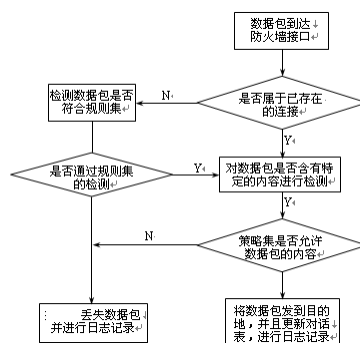 数据包到达
防火墙接口
是否属于已存在
的连接
N
检测数据包是否
符合规则集
Y
是否通过规则集
的检测
Y
对数据包是否含有特
定的内容进行检测
Y
策略集是否允许
数据包的内容
N
丢失数据包
并进行日志记录
将数据包发到目的
地，并且更新对话
表，进行日志记录